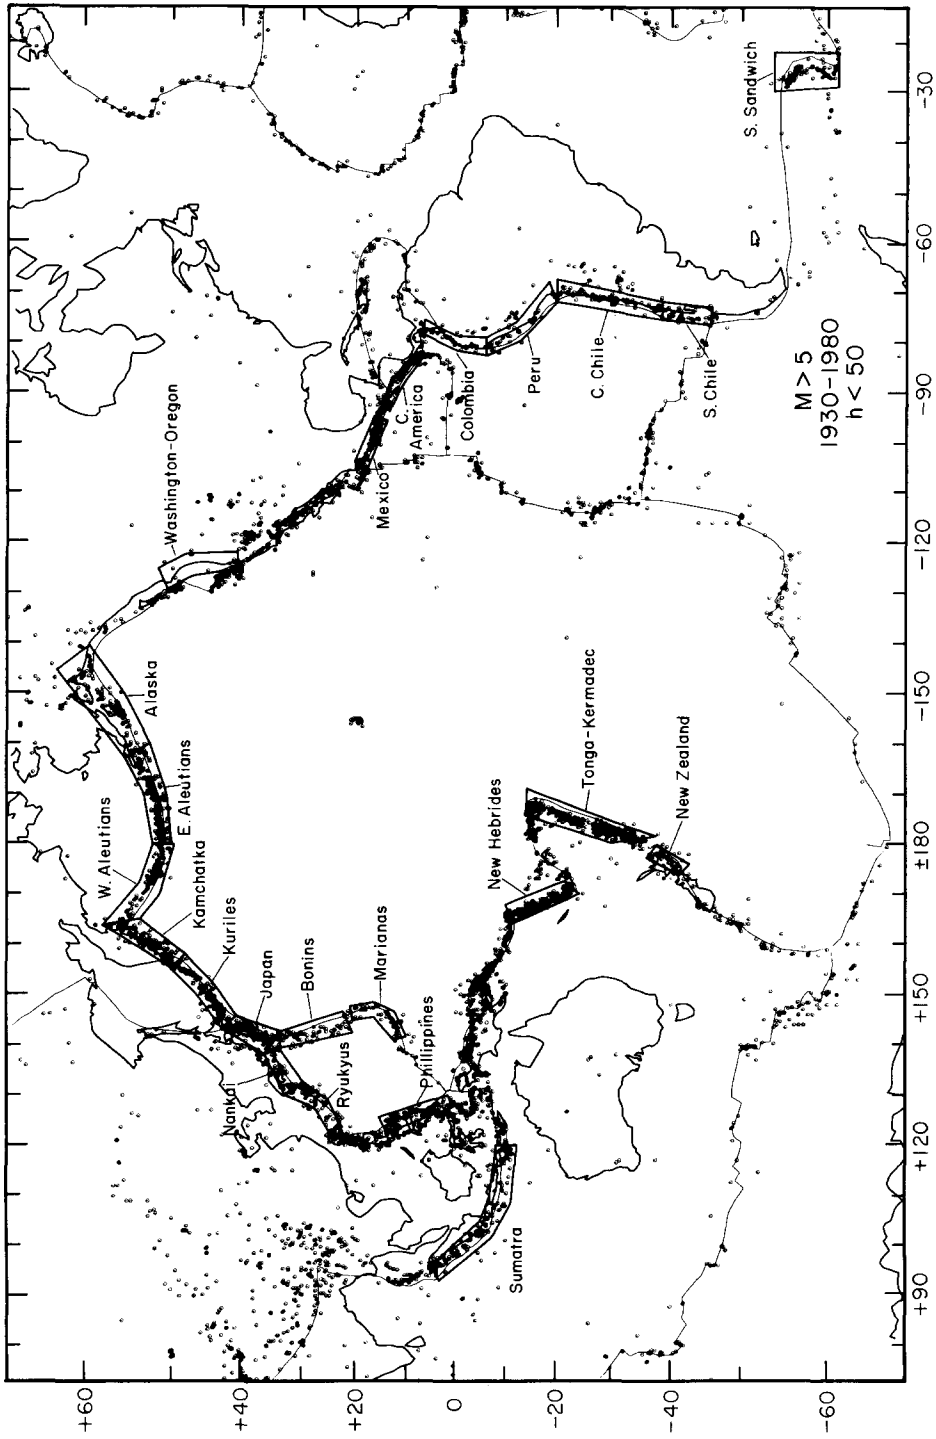 Washington-Oregon
Alaska
E. Aleutians
W. Aleutians
Kamchatka
Kuriles
Japan
Bonins
Marianas
Nankai
Ryukyus
Phillippines
Sumatra
New Hebrides
Tonga-Kermadec
New Zealand
Mexico
C.
America
Colombia
Peru
C. Chile
S. Chile
S. Sandwich
M > 5
1930-1980
h < 50
+60
+40
+20
0
-20
-40
-60
+90
+120
+150
±180
-150
-120
-90
-60
-30